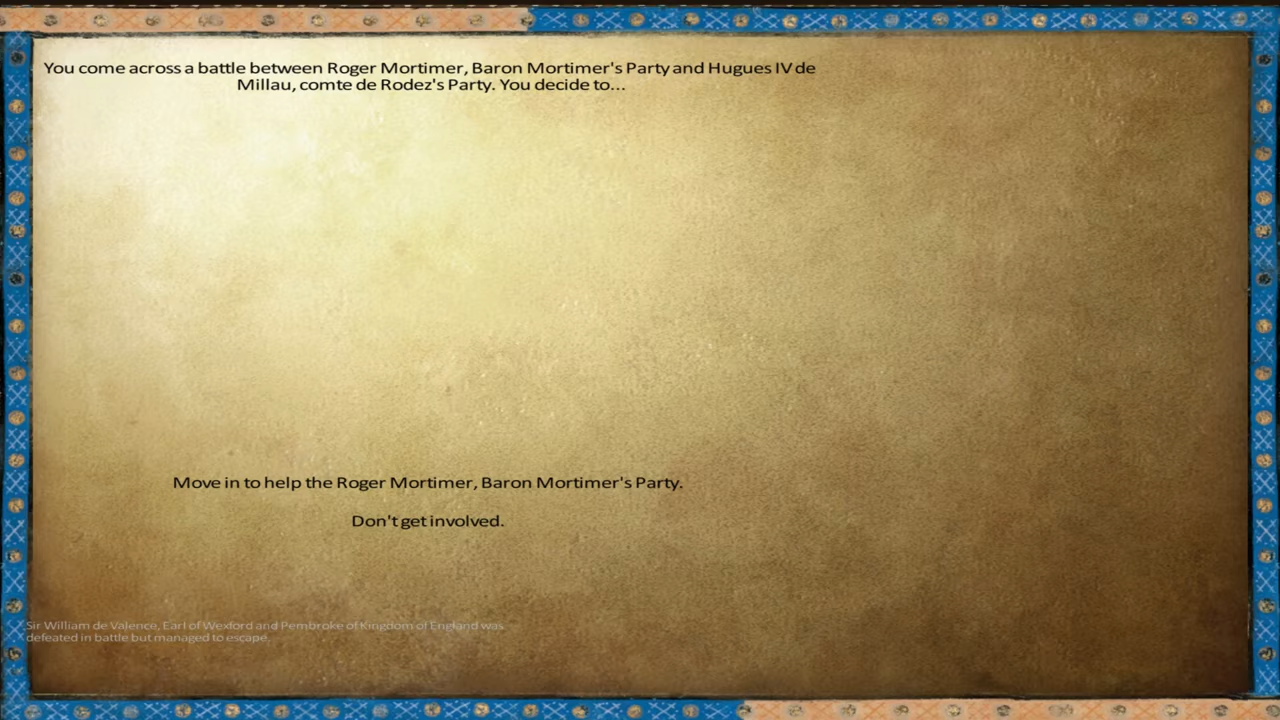 You come across a battle between Roger Mortimer, Baron Mortimer's Party and Hugues IV de
Millau, comte de Rodez's Party. You decide to...
Move in to help the Roger Mortimer, Baron Mortimer's Party.
Don't get involved.
Sir William de Valence, Earl of Wexford and Pembroke of Kingdom of England was
defeated in battle but managed to escape.